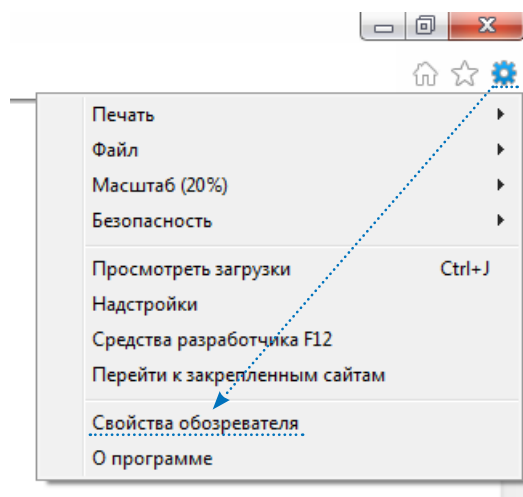 Печать
Файл
Масштаб (20%)
Безопасность
Просмотреть загрузки Ctrl+J
Надстройки
Средства разработчика F12
Перейти к закрепленным сайтам
Свойства обозревателя
О программе